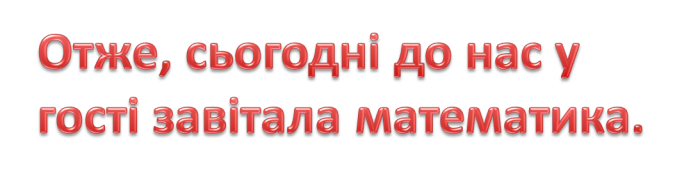 Отже, сьогодні до нас у
гості завітала математика.